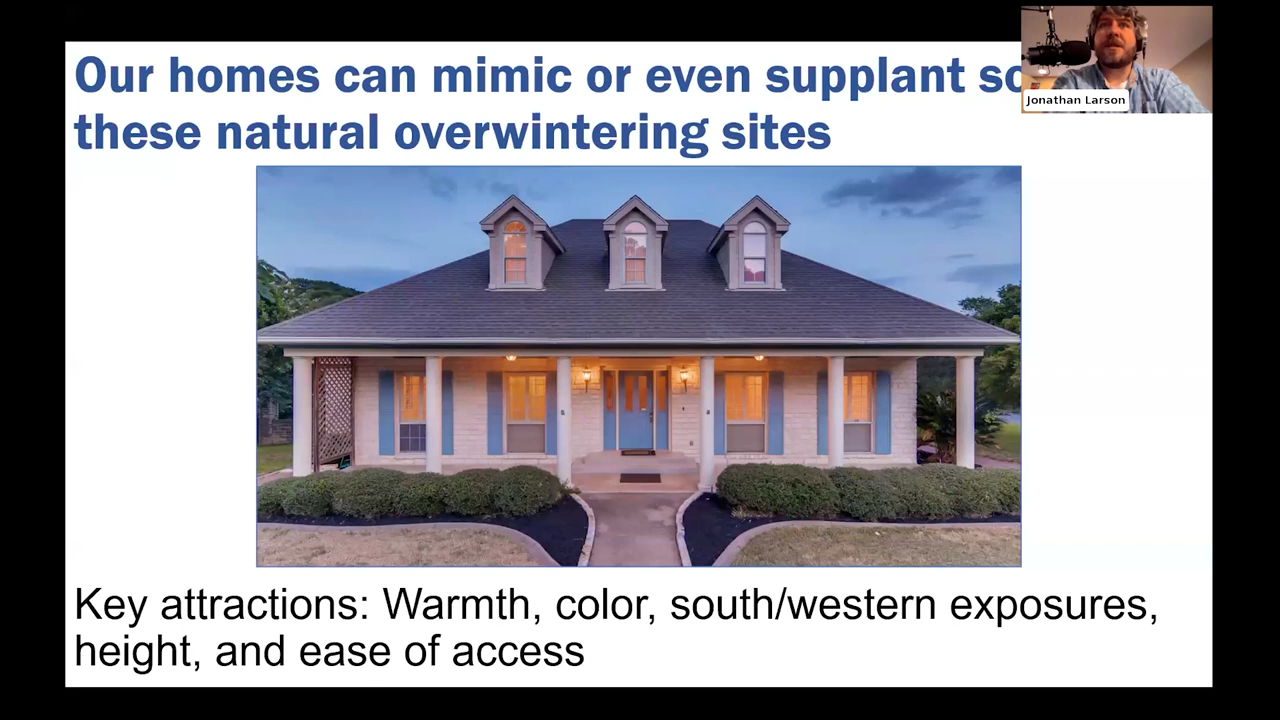 Our homes can mimic or even supplant
these natural overwintering sites
Jonathan Larson
Key attractions: Warmth, color, south/western exposures,
height, and ease of access